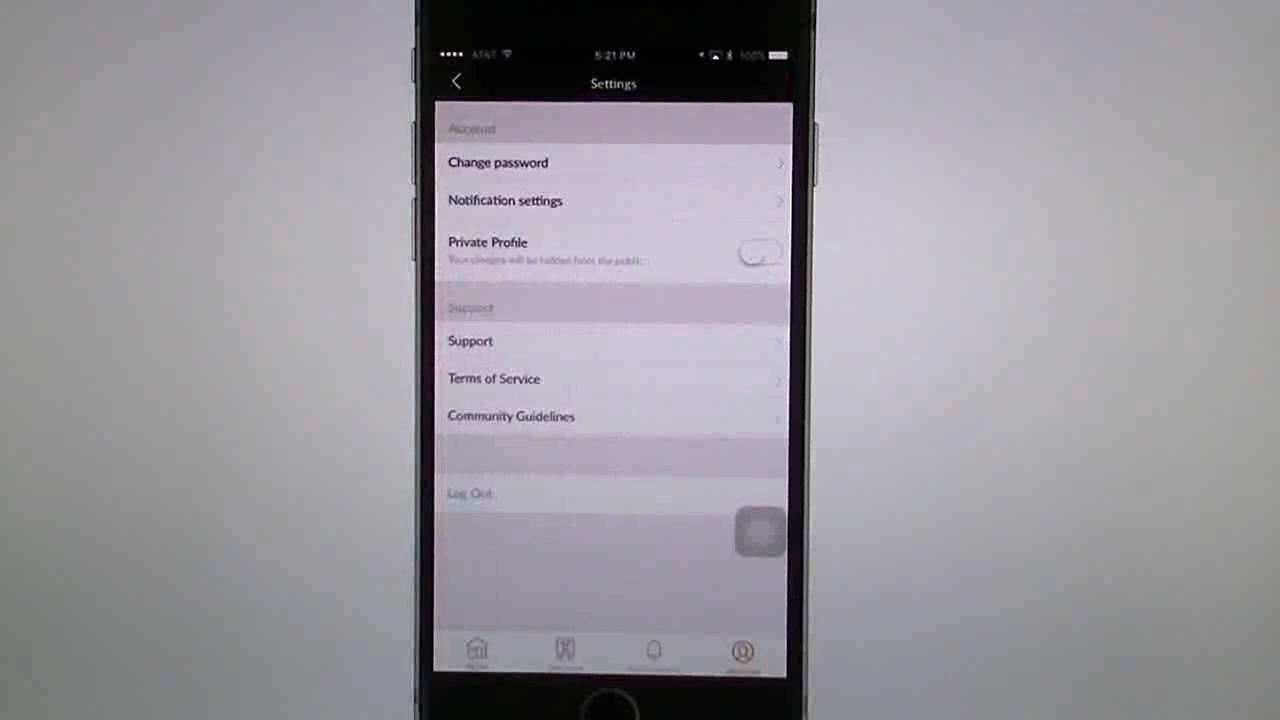 AT&T
5:21 PM
100%
Settings
Account
Change password
Notification settings
Private Profile
Your designs will be hidden from the public.
Support
Support
Terms of Service
Community Guidelines
Log Out